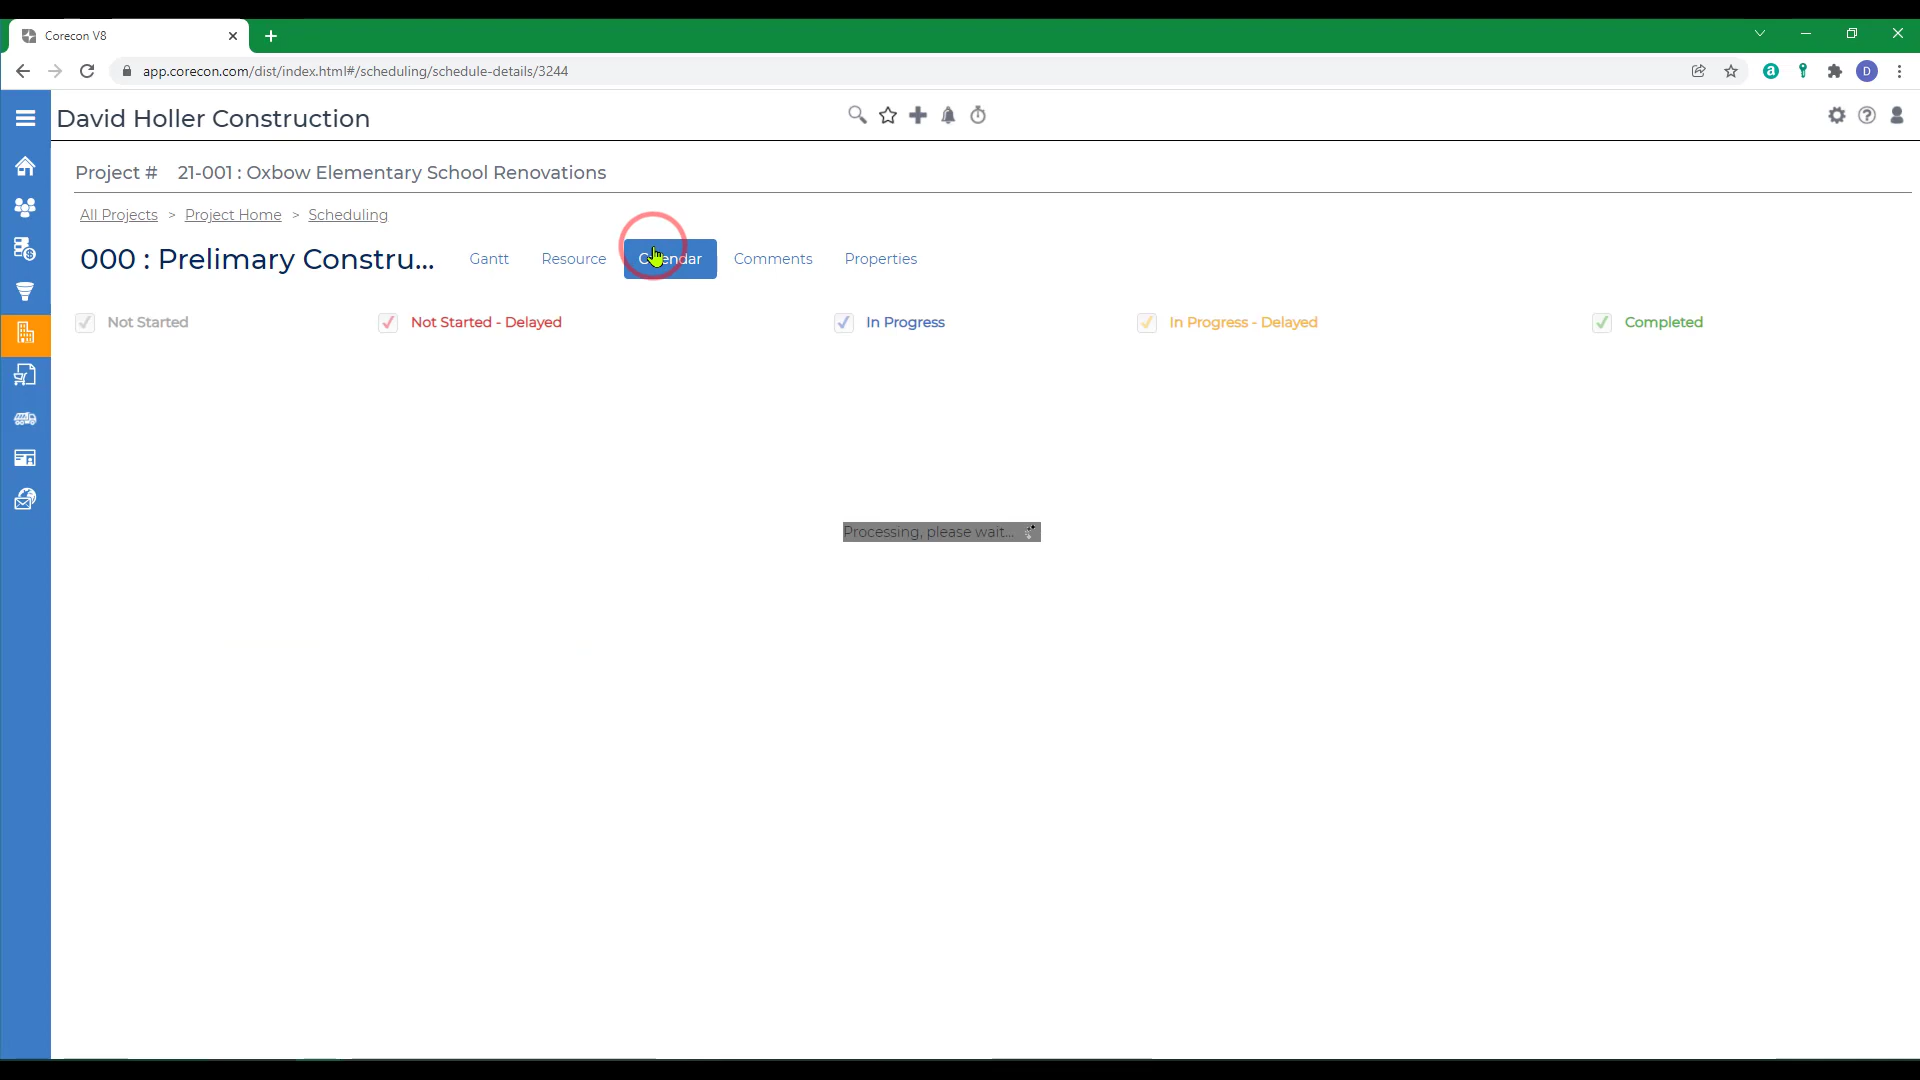 Corecon V8
app.corecon.com/dist/index.html#/scheduling/schedule-details/3244
D
David Holler Construction
Project # 21-001 : Oxbow Elementary School Renovations
All Projects > Project Home > Scheduling
000 : Prelimary Constru... Gantt Resource Calendar Comments Properties
Not Started Not Started - Delayed In Progress In Progress - Delayed Completed
Processing, please wait...